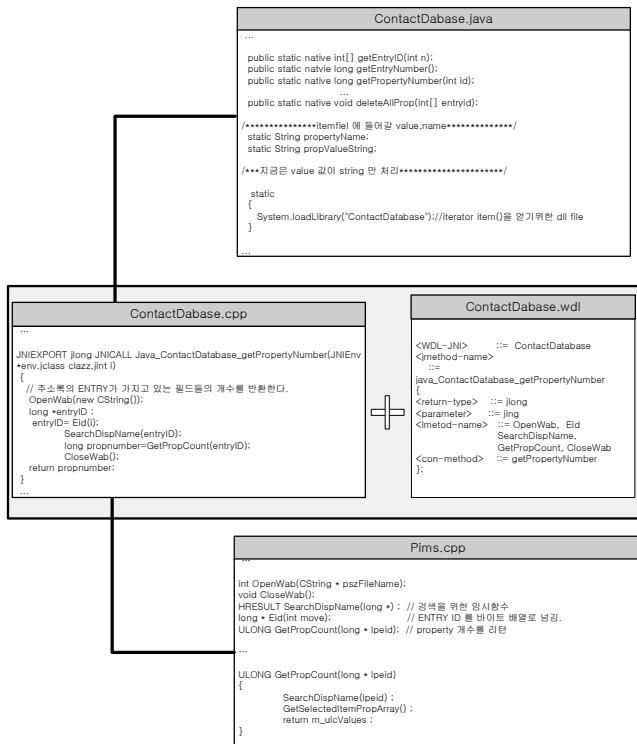 ContactDabase.java
...
public static native int[] getEntryID(int n);
public static natvie long getEntryNumber();
public static native long getPropertyNumber(int id);
...
public static native void deleteAllProp(int[] entryid);
/***************itemfiel 에 들어갈 value,name**************/
static String propertyName;
static String propValueString;
/***지금은 value 값이 string 만 처리**********************/
static
{
System.loadLibrary("ContactDatabase");//iterator item()을 얻기위한 dll file
}
...
ContactDabase.cpp
...
JNIEXPORT jlong JNICALL Java_ContactDatabase_getPropertyNumber(JNIEnv
*env,jclass clazz,jint i)
{
// 주소록의 ENTRY가 가지고 있는 필드들의 개수를 반환한다.
OpenWab(new CString());
long *entryID ;
entryID= Eid(i);
SearchDispName(entryID);
long propnumber=GetPropCount(entryID);
CloseWab();
return propnumber;
}
...
ContactDabase.wdl
<WDL-JNI> ::= ContactDatabase
<jmethod-name>
::=
java_ContactDatabase_getPropertyNumber
{
<return-type> ::= jlong
<parameter> ::= jing
<lmetod-name> ::= OpenWab, Eid
SearchDispName,
GetPropCount, CloseWab
<con-method> ::= getPropertyNumber
};
Pims.cpp
...
int OpenWab(CString * pszFileName);
void CloseWab();
HRESULT SearchDispName(long *) ; // 검색을 위한 임시함수
long * Eid(int move); // ENTRY ID 를 바이트 배열로 넘김.
ULONG GetPropCount(long * lpeid); // property 개수를 리턴
...
ULONG GetPropCount(long * lpeid)
{
SearchDispName(lpeid) ;
GetSelectedItemPropArray() ;
return m_ulcValues ;
}